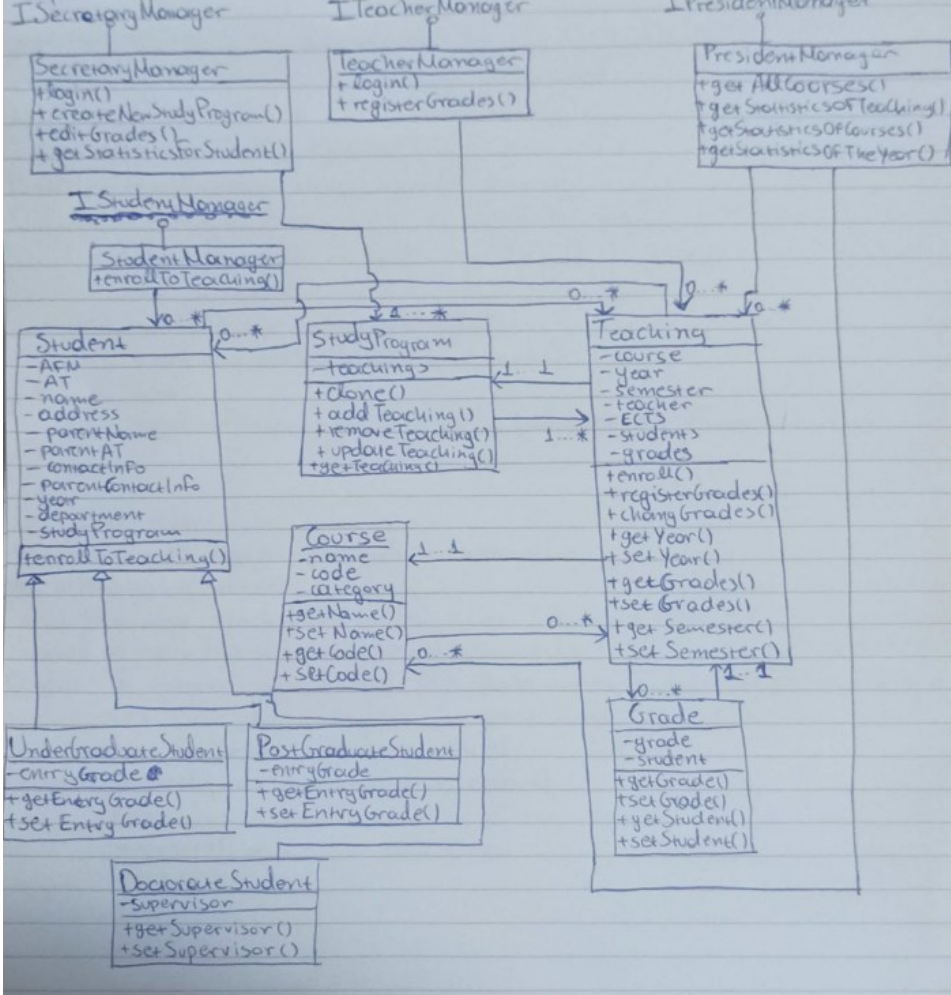 ISecretaryManager
SecretaryManager
+login()
+createNewStudyProgram()
+editGrades()
+getStatisticsForStudent()
ITeacherManager
TeacherManager
+login()
+registerGrades()
IPresidentManager
PresidentManager
+getAllCourses()
+getStatisticsOfTeaching()
+getStatisticsOfCourses()
+getStatisticsOfTheYear()
IStudentManager
StudentManager
+enrollToTeaching()
0...*
0...*
0...*
0...*
0...*
1...*
Student
-AFM
-AT
-name
-address
-parentName
-parentAT
-contactInfo
-parentContactInfo
-year
-department
-studyProgram
+enrollToTeaching()
StudyProgram
-teachings
+clone()
+addTeaching()
+removeTeaching()
+updateTeaching()
+getTeaching()
1...1
1...*
Teaching
-course
-year
-semester
-teacher
-ECTS
-students
-grades
+enroll()
+registerGrades()
+changGrades()
+getYear()
+setYear()
+getGrades()
+setGrades()
+getSemester()
+setSemester()
Course
-name
-code
-category
+getName()
+setName()
+getCode()
+setCode()
1...1
0...*
0...*
1..1
0...*
Grade
-grade
-student
+getGrade()
+setGrade()
+getStudent()
+setStudent()
UnderGraduateStudent
-entryGrade
+getEntryGrade()
+setEntryGrade()
PostGraduateStudent
-entryGrade
+getEntryGrade()
+setEntryGrade()
DoctorateStudent
-supervisor
+getSupervisor()
+setSupervisor()